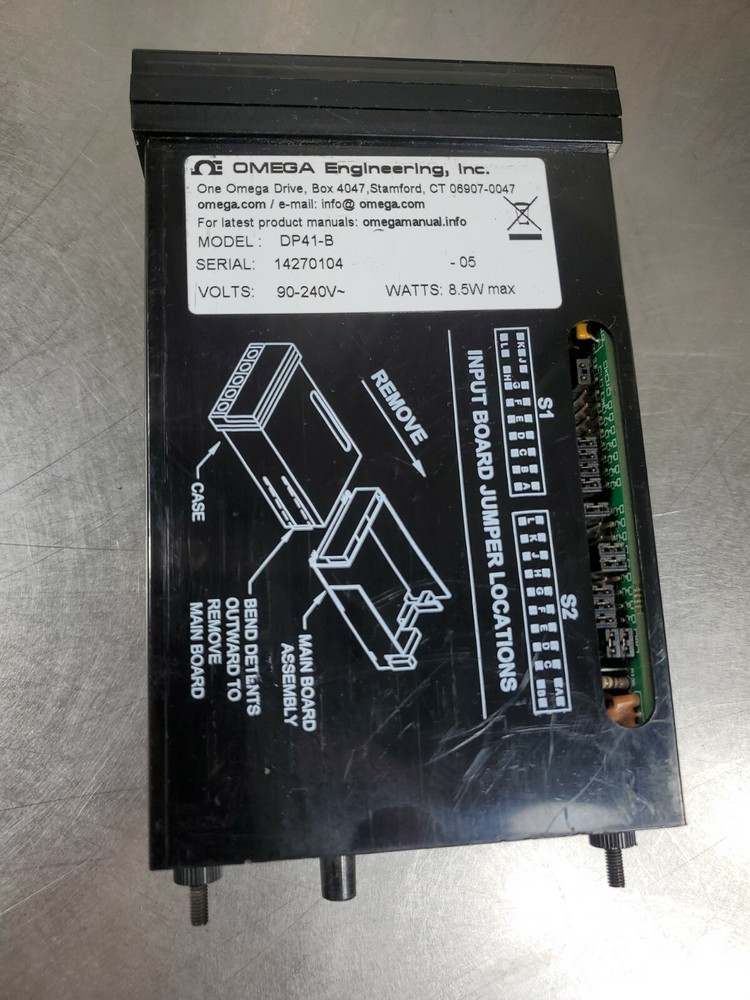 OMEGA Engineering, Inc.
One Omega Drive, Box 4047,Stamford, CT 06907-0047
omega.com / e-mail: info@ omega.com
For latest product manuals: omegamanual.info
MODEL : DP41-B
SERIAL: 14270104 - 05
VOLTS: 90-240V~ WATTS: 8.5W max
REMOVE
CASE
BEND DETENTS
OUTWARD TO
REMOVE
MAIN BOARD
MAIN BOARD
ASSEMBLY
INPUT BOARD JUMPER LOCATIONS
S1
K J G F E D C B A
L H
S2
L K J H G F E D C A
B